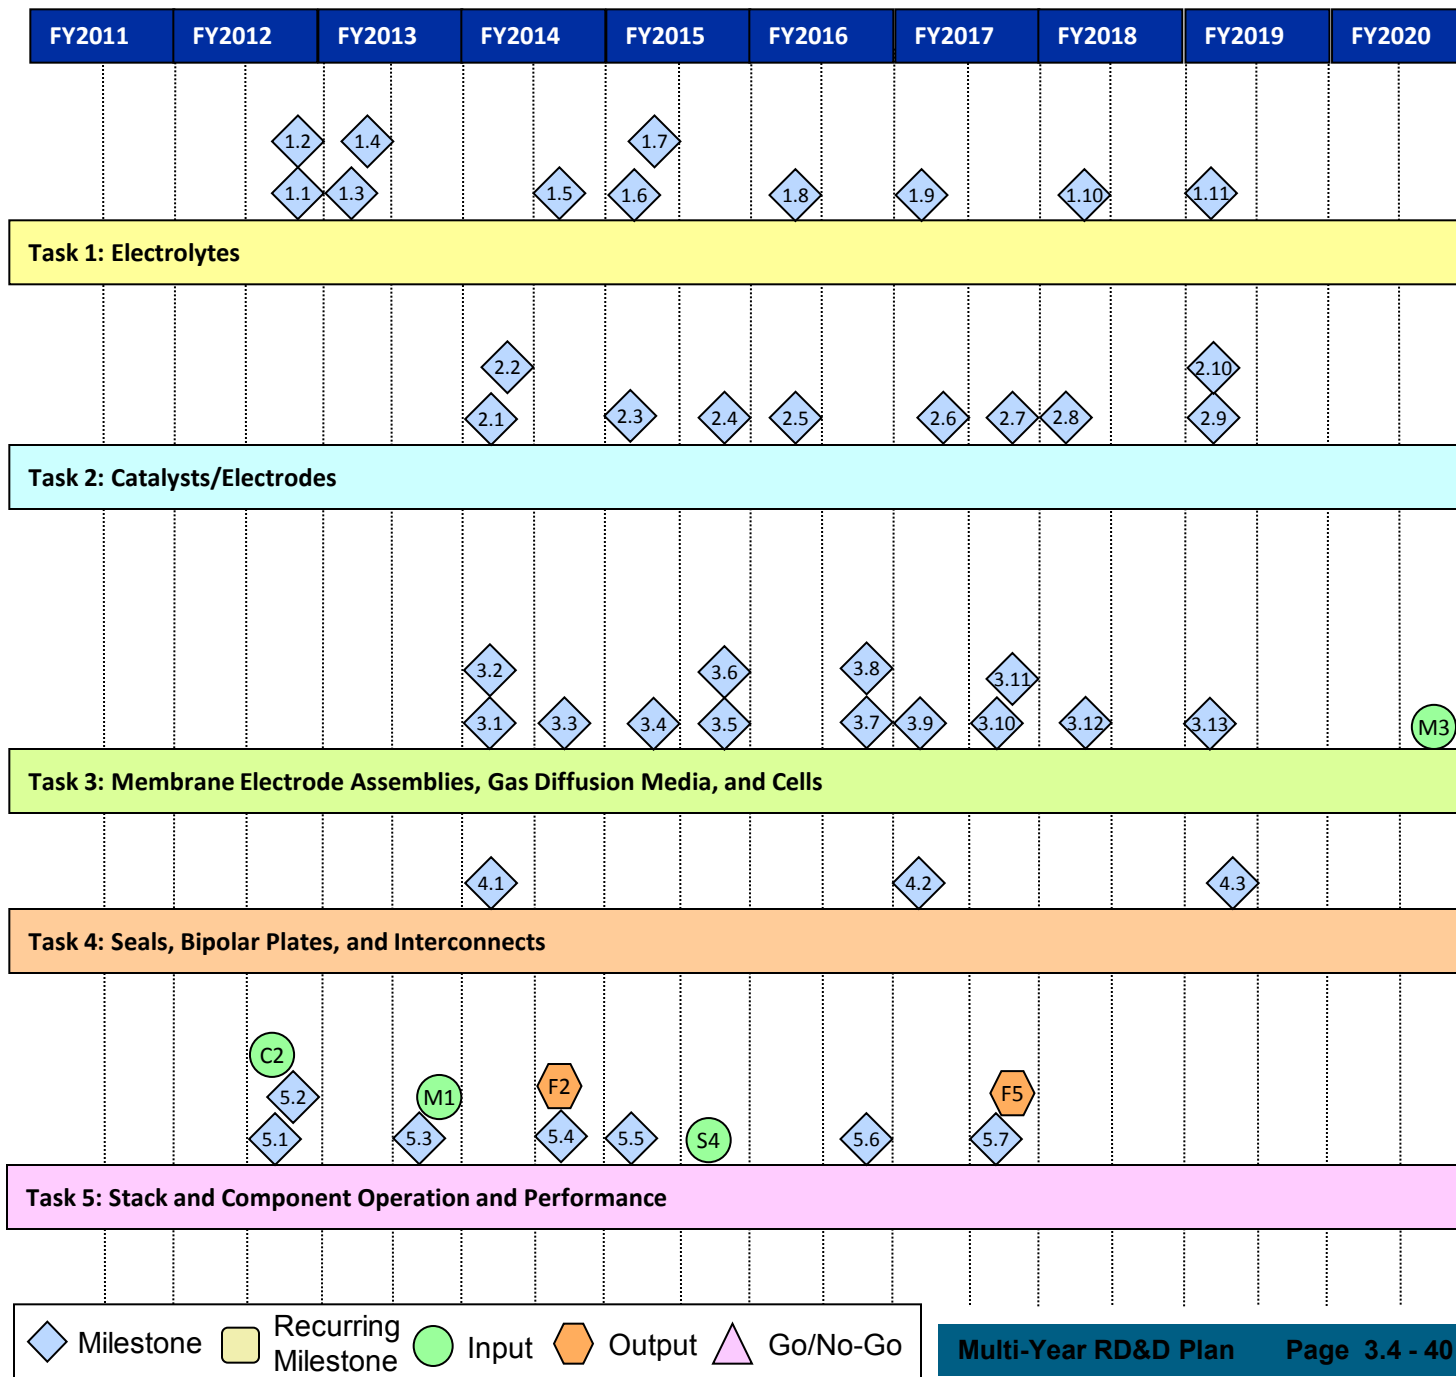 FY2011 FY2012 FY2013 FY2014 FY2015 FY2016 FY2017 FY2018 FY2019 FY2020
1.2 1.4 1.7
1.1 1.3 1.5 1.6 1.8 1.9 1.10 1.11
Task 1: Electrolytes
2.2 2.10
2.1 2.3 2.4 2.5 2.6 2.7 2.8 2.9
Task 2: Catalysts/Electrodes
3.2 3.6 3.8 3.11
3.1 3.3 3.4 3.5 3.7 3.9 3.10 3.12 3.13 M3
Task 3: Membrane Electrode Assemblies, Gas Diffusion Media, and Cells
4.1 4.2 4.3
Task 4: Seals, Bipolar Plates, and Interconnects
C2
5.2 M1 F2 F5
5.1 5.3 5.4 5.5 S4 5.6 5.7
Task 5: Stack and Component Operation and Performance
Milestone Recurring Milestone Input Output Go/No-Go
Multi-Year RD&D Plan Page 3.4 - 40